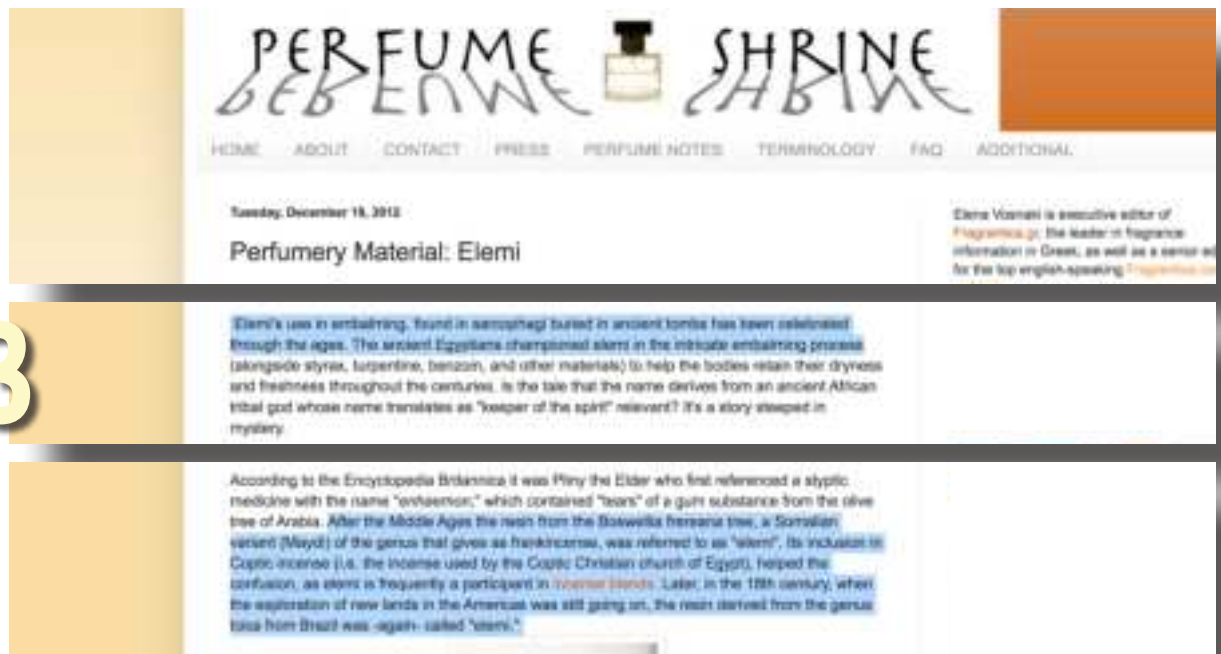 PERFUME SHRINE
HOME ABOUT CONTACT PRESS PERFUME NOTES TERMINOLOGY FAQ ADDITIONAL
Tuesday, December 18, 2012
Perfumery Material: Elemi
Elena Vosnaki is executive editor of
Fragrantica.gr, the leader in fragrance
information in Greek, as well as a senior
for the top english-speaking
3
Elemi's use in embalming, found in sarcophagi buried in ancient tombs has been celebrated
through the ages. The ancient Egyptians championed elemi in the intricate embalming process
(alongside styrax, turpentine, benzoin, and other materials) to help the bodies retain their dryness
and freshness throughout the centuries. Is the tale that the name derives from an ancient African
tribal god whose name translates as "keeper of the spirit" relevant? It's a story steeped in
mystery.
According to the Encyclopedia Britannica it was Pliny the Elder who first referenced a styptic
medicine with the name "enhaemon," which contained "tears" of a gum substance from the olive
tree of Arabia. After the Middle Ages the resin from the Boswellia frereana tree, a Somalian
variant (Maydi) of the genus that gives as frankincense, was referred to as "elemi". Its inclusion in
Coptic incense (i.e. the incense used by the Coptic Christian church of Egypt), helped the
confusion, as elemi is frequently a participant in incense blends. Later, in the 18th century, when
the exploration of new lands in the Americas was still going on, the resin derived from the genus
Icica from Brazil was -again- called "elemi."